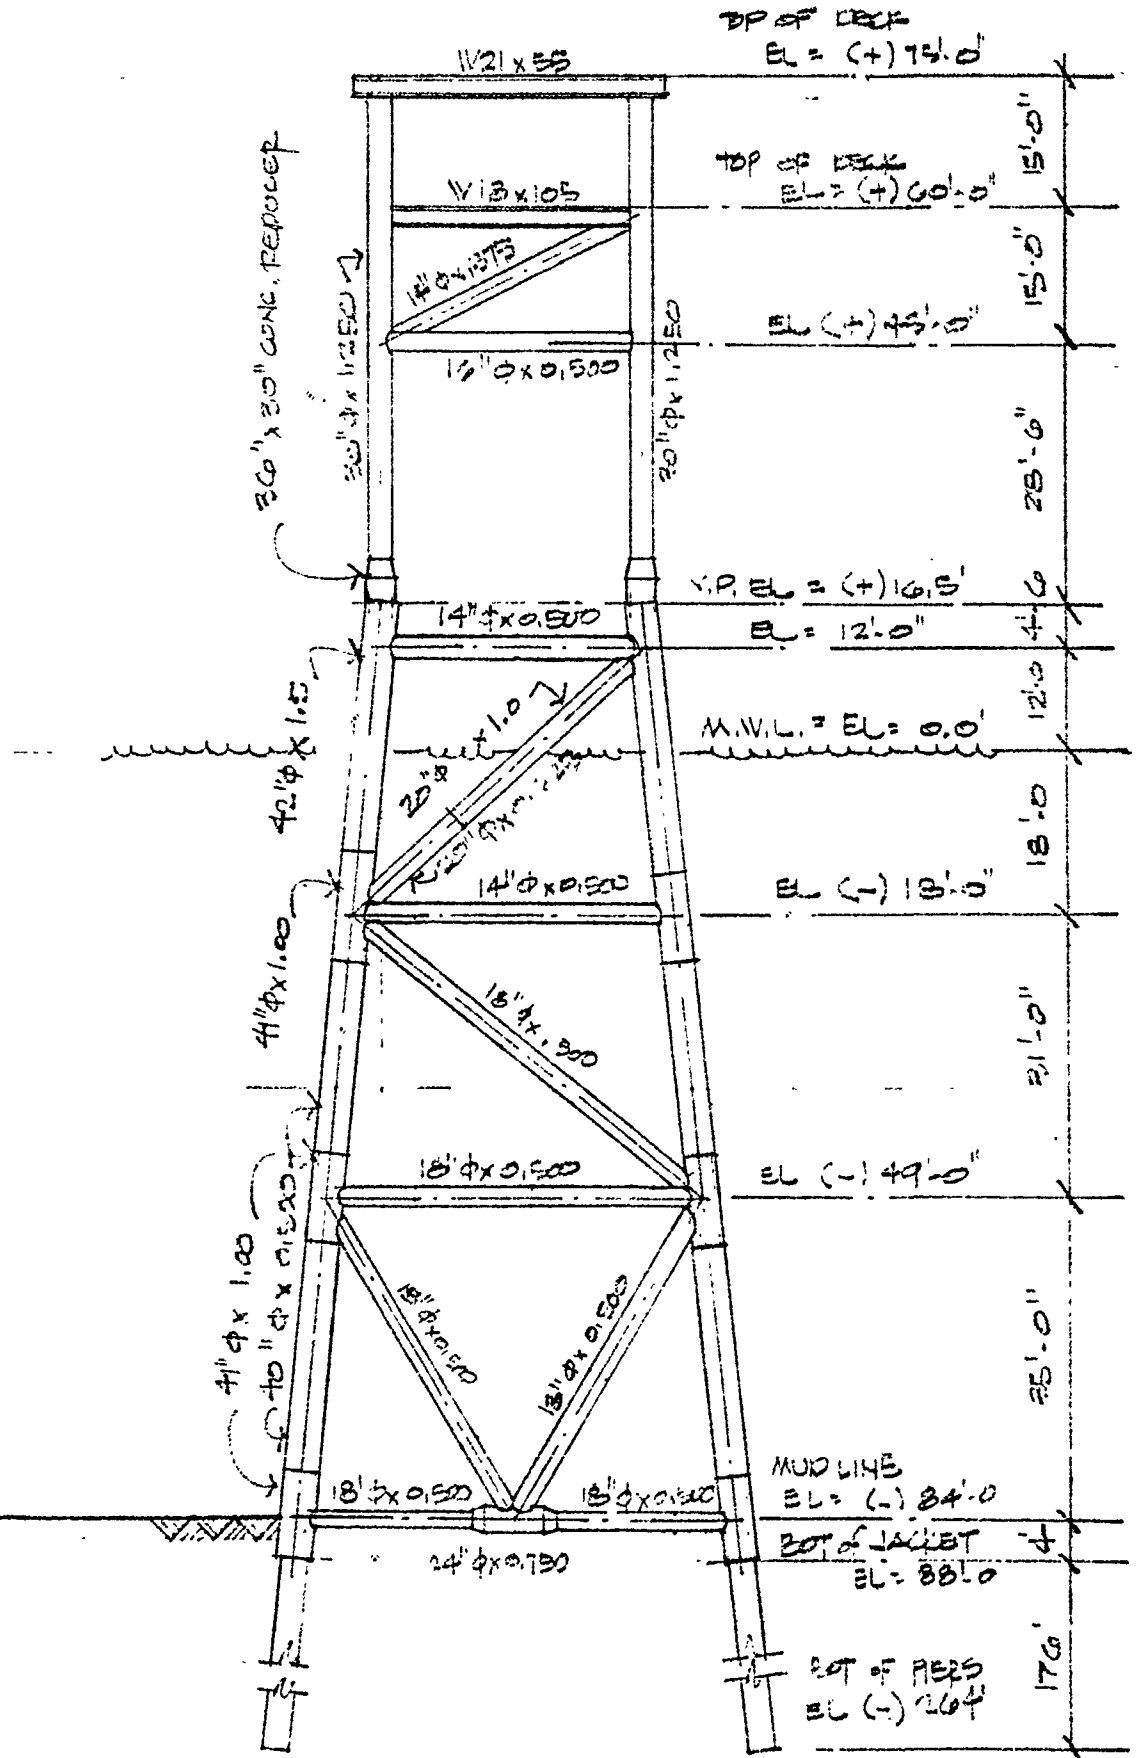 TOP OF DECK
EL = (+) 75'-0"
W21 x 55
15'-0"
TOP OF DECK
EL = (+) 60'-0"
W18 x 105
36" x 30" CONC. REDUCER
30" φ x 1.250
15'-0"
EL (+) 45'-0"
16" φ x 0.500
30" φ x 1.250
28'-6"
W.P. EL = (+) 16.5'
4'-6
14" φ x 0.500
EL = 12'-0"
12'-0
42" φ x 1.5
20" φ x 1.0
M.W.L. = EL = 0.0'
18'-0
14" φ x 0.500
EL (-) 18'-0"
41" φ x 1.00
18" φ x .500
31'-0"
18" φ x 0.500
EL (-) 49'-0"
41" φ x 1.00
40" φ x 0.500
18" φ x 0.500
18" φ x 0.500
35'-0"
MUD LINE
EL = (-) 84'-0
18" φ x 0.500
18" φ x 0.500
4'
BOT of JACKET
EL = 88'-0
24" φ x 0.750
176'
BOT OF PIERS
EL (-) 264'